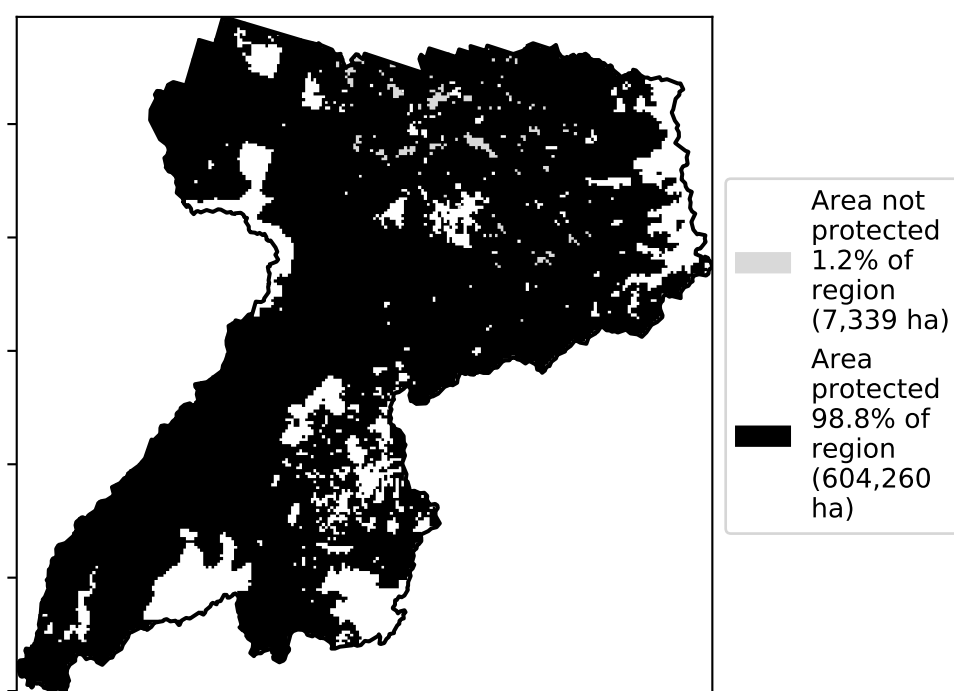 Area not
protected
1.2% of
region
(7,339 ha)
Area
protected
98.8% of
region
(604,260
ha)